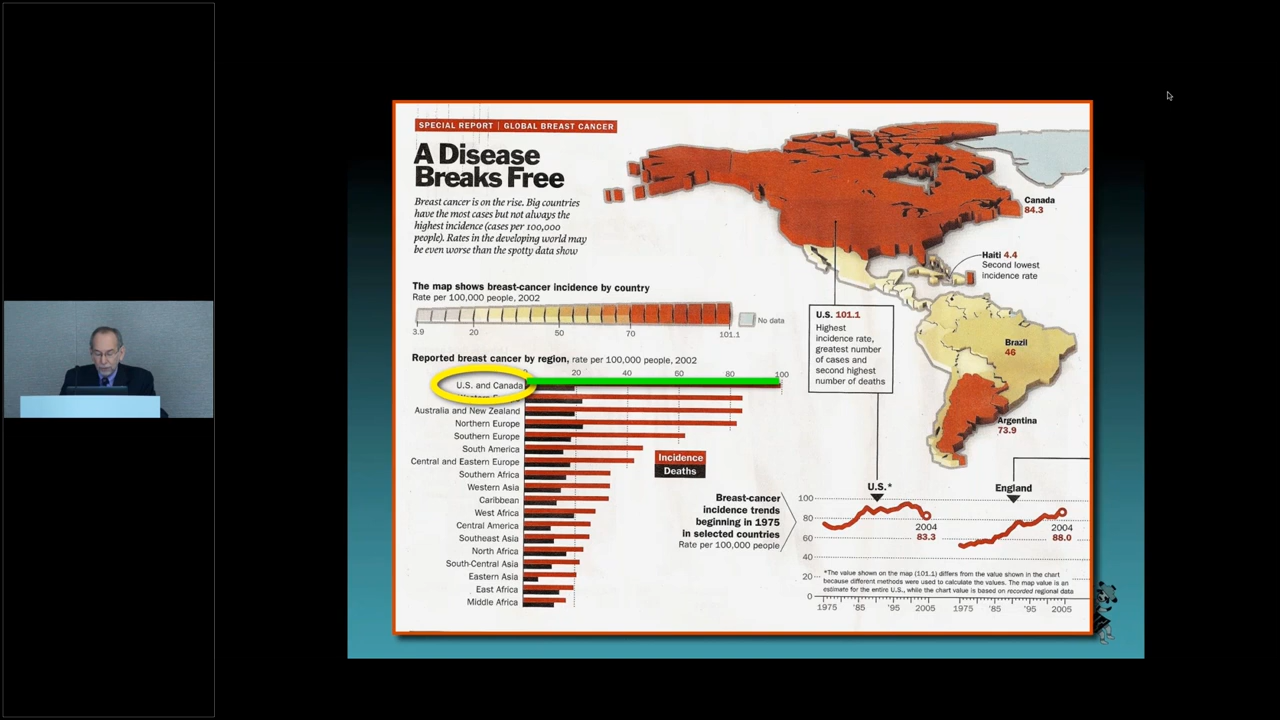 SPECIAL REPORT | GLOBAL BREAST CANCER
A Disease
Breaks Free
Breast cancer is on the rise. Big countries
have the most cases but not always the
highest incidence (cases per 100,000
people). Rates in the developing world may
be even worse than the spotty data show
The map shows breast-cancer incidence by country
Rate per 100,000 people, 2002
3.9 20 50 70 101.1
No data
Canada
84.3
Haiti 4.4
Second lowest
incidence rate
U.S. 101.1
Highest
incidence rate,
greatest number
of cases and
second highest
number of deaths
Brazil
46
Argentina
73.9
Reported breast cancer by region, rate per 100,000 people, 2002
20 40 60 80 100
U.S. and Canada
Australia and New Zealand
Northern Europe
Southern Europe
South America
Central and Eastern Europe
Southern Africa
Western Asia
Caribbean
West Africa
Central America
Southeast Asia
North Africa
South-Central Asia
Eastern Asia
East Africa
Middle Africa
Incidence
Deaths
Breast-cancer
incidence trends
beginning in 1975
in selected countries
Rate per 100,000 people
U.S.*
England
100
80
60
40
20
0
2004
83.3
2004
88.0
*The value shown on the map (101.1) differs from the value shown in the chart
because different methods were used to calculate the values. The map value is an
estimate for the entire U.S., while the chart value is based on recorded regional data
1975 '85 '95 2005 1975 '85 '95 2005